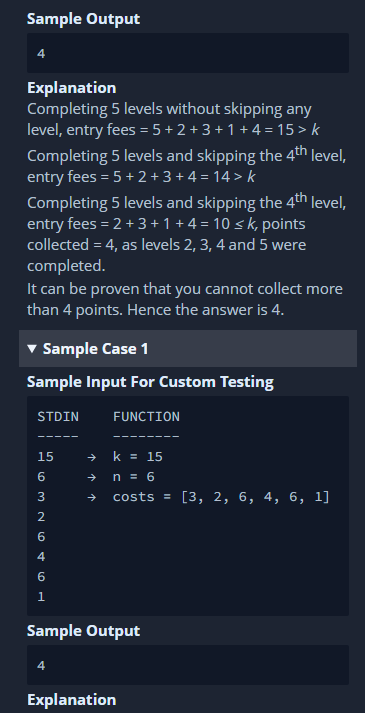 Sample Output
4
Explanation
Completing 5 levels without skipping any
level, entry fees = 5 + 2 + 3 + 1 + 4 = 15 > k
Completing 5 levels and skipping the 4th level,
entry fees = 5 + 2 + 3 + 4 = 14 > k
Completing 5 levels and skipping the 4th level,
entry fees = 2 + 3 + 1 + 4 = 10 ≤ k, points
collected = 4, as levels 2, 3, 4 and 5 were
completed.
It can be proven that you cannot collect more
than 4 points. Hence the answer is 4.
▼ Sample Case 1
Sample Input For Custom Testing
STDIN FUNCTION
----- --------
15 → k = 15
6 → n = 6
3 → costs = [3, 2, 6, 4, 6, 1]
2
6
4
6
1
Sample Output
4
Explanation